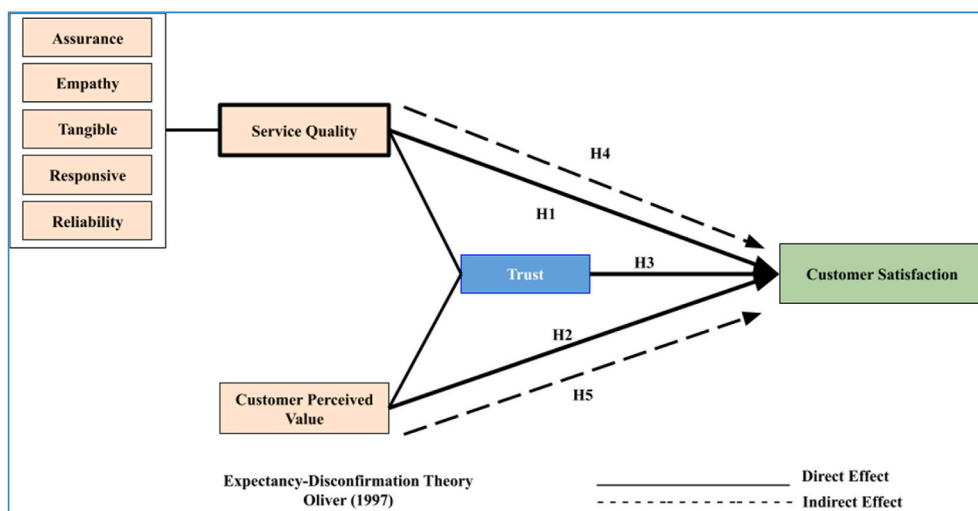 Assurance
Empathy
Tangible
Responsive
Reliability
Service Quality
H4
H1
Trust
H3
Customer Satisfaction
H2
Customer Perceived
Value
H5
Expectancy-Disconfirmation Theory
Oliver (1997)
Direct Effect
Indirect Effect